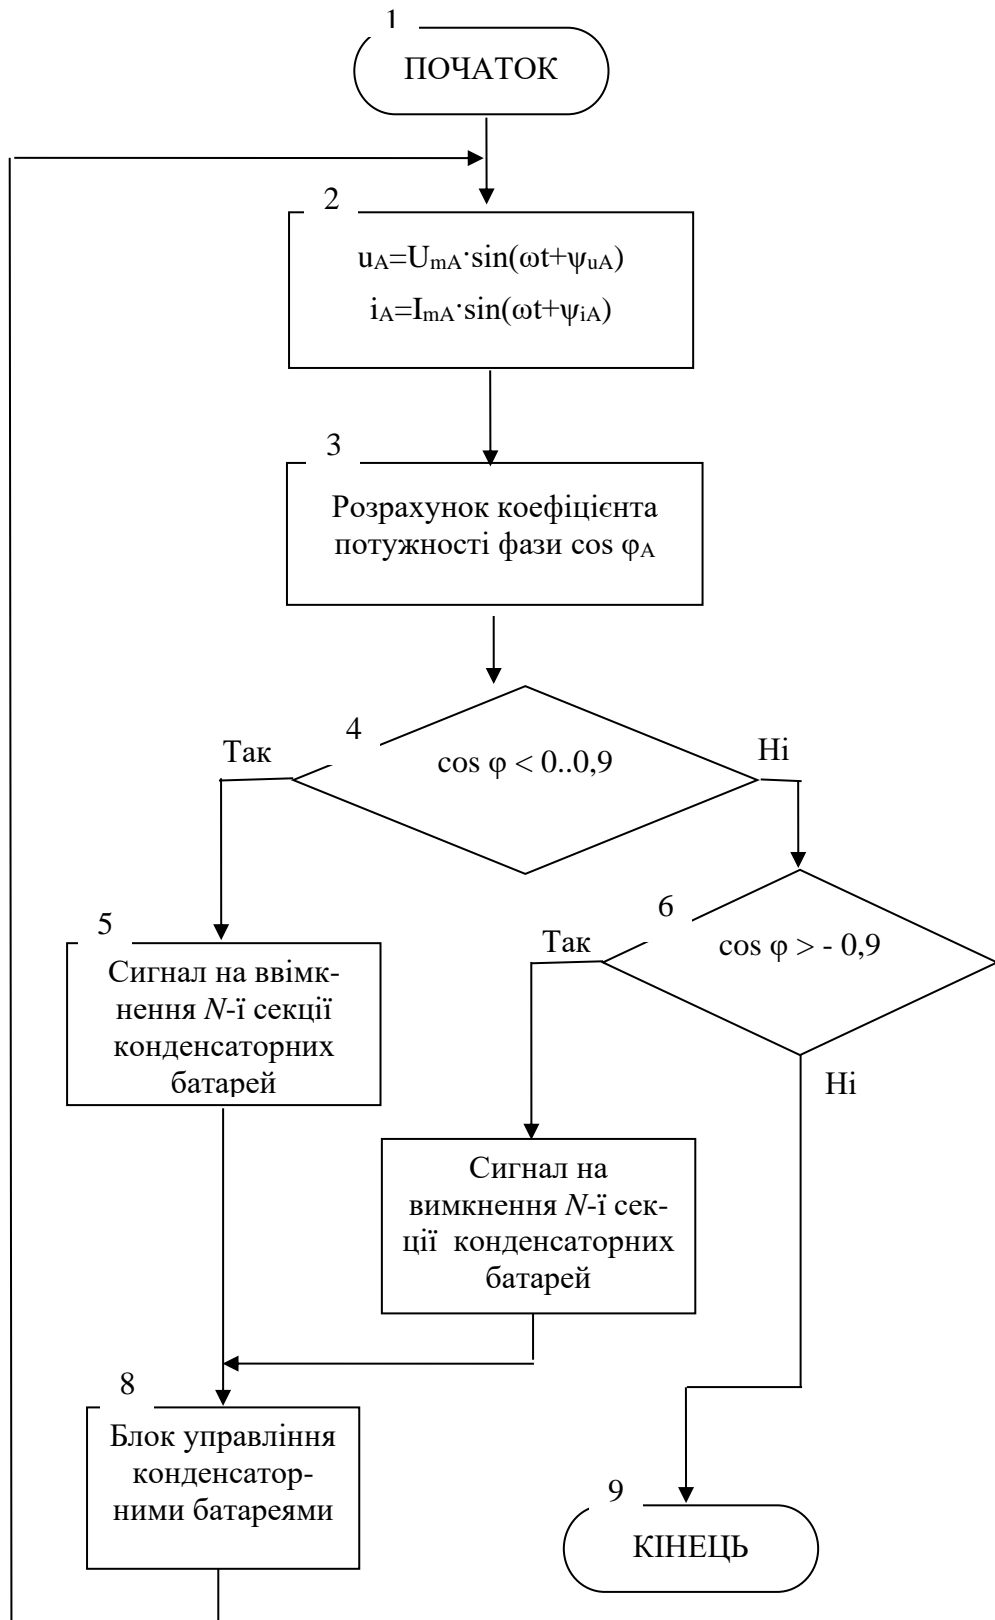 1
ПОЧАТОК
2
uA=UmA·sin(ωt+ψuA)
iA=ImA·sin(ωt+ψiA)
3
Розрахунок коефіцієнта
потужності фази cos φA
4
Так
cos φ < 0..0,9
Ні
5
Сигнал на ввімк-
нення N-ї секції
конденсаторних
батарей
6
Так
cos φ > - 0,9
Ні
Сигнал на
вимкнення N-ї сек-
ції конденсаторних
батарей
8
Блок управління
конденсатор-
ними батареями
9
КІНЕЦЬ